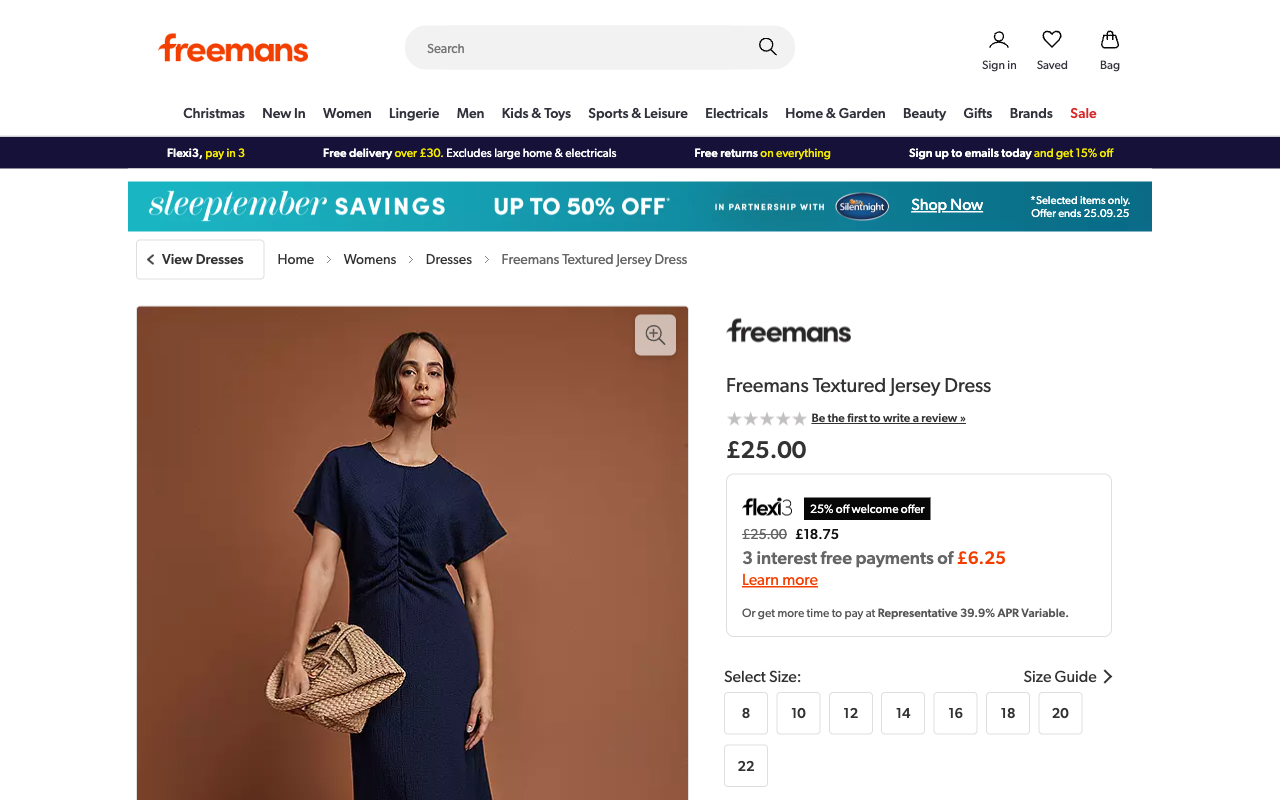 freemans
Search
Sign in
Saved
Bag
Christmas New In Women Lingerie Men Kids & Toys Sports & Leisure Electricals Home & Garden Beauty Gifts Brands Sale
Flexi3, pay in 3
Free delivery over £30. Excludes large home & electricals
Free returns on everything
Sign up to emails today and get 15% off
sleeptember SAVINGS
UP TO 50% OFF*
IN PARTNERSHIP WITH
Silentnight
Shop Now
*Selected items only.
Offer ends 25.09.25
View Dresses
Home > Womens > Dresses > Freemans Textured Jersey Dress
freemans
Freemans Textured Jersey Dress
Be the first to write a review »
£25.00
flexi3 25% off welcome offer
£25.00 £18.75
3 interest free payments of £6.25
Learn more
Or get more time to pay at Representative 39.9% APR Variable.
Select Size:
Size Guide
8 10 12 14 16 18 20
22